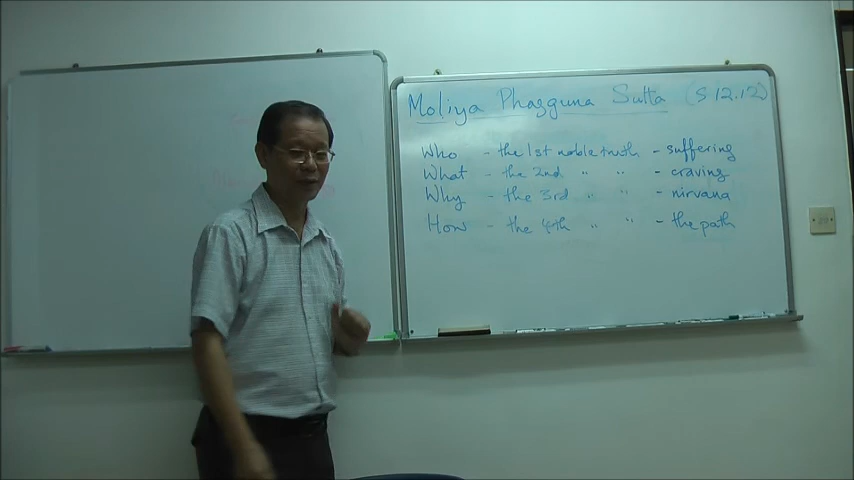 Moliya Phagguna Sutta (S 12.12)
Who - the 1st noble truth - suffering
What - the 2nd " " - craving
Why - the 3rd " " - nirvana
How - the 4th " " - the path